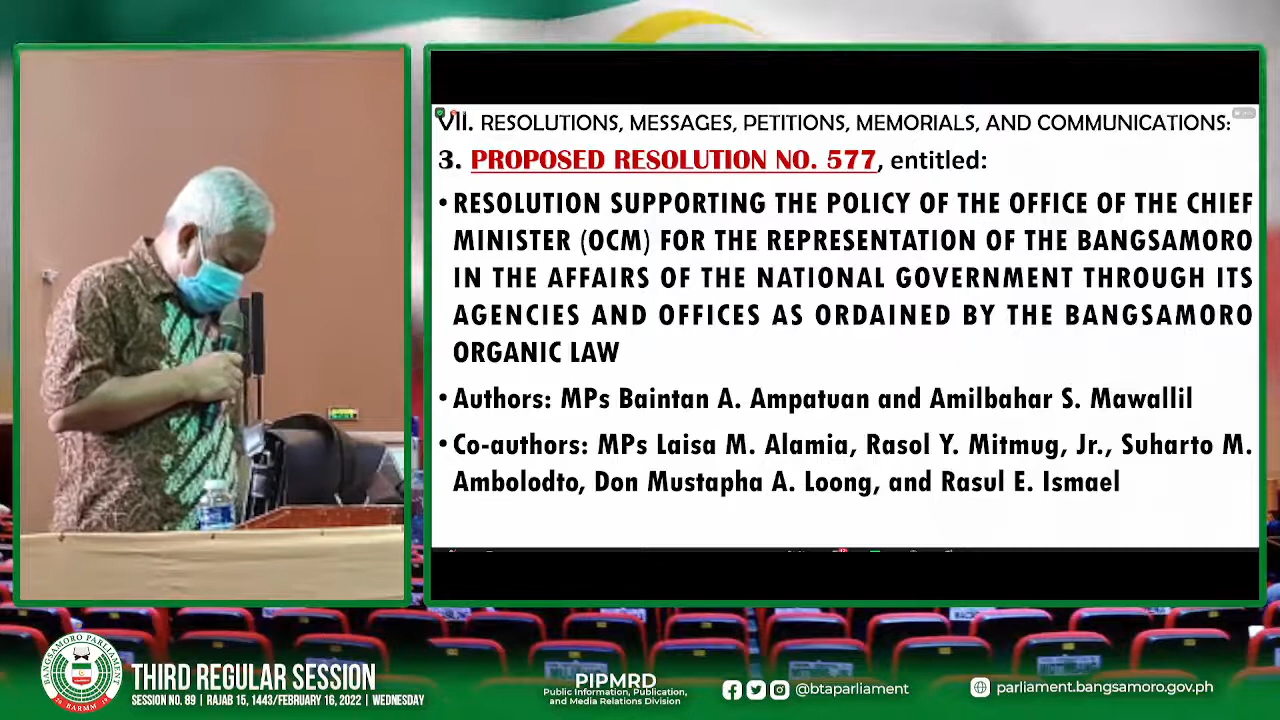 VII. RESOLUTIONS, MESSAGES, PETITIONS, MEMORIALS, AND COMMUNICATIONS:
3. PROPOSED RESOLUTION NO. 577, entitled:
• RESOLUTION SUPPORTING THE POLICY OF THE OFFICE OF THE CHIEF
MINISTER (OCM) FOR THE REPRESENTATION OF THE BANGSAMORO
IN THE AFFAIRS OF THE NATIONAL GOVERNMENT THROUGH ITS
AGENCIES AND OFFICES AS ORDAINED BY THE BANGSAMORO
ORGANIC LAW
• Authors: MPs Baintan A. Ampatuan and Amilbahar S. Mawallil
• Co-authors: MPs Laisa M. Alamia, Rasol Y. Mitmug, Jr., Suharto M.
Ambolodto, Don Mustapha A. Loong, and Rasul E. Ismael
BANGSAMORO PARLIAMENT
BARMM
THIRD REGULAR SESSION
SESSION NO. 89 | RAJAB 15, 1443/FEBRUARY 16, 2022 | WEDNESDAY
PIPMRD
Public Information, Publication,
and Media Relations Division
@btaparliament
parliament.bangsamoro.gov.ph